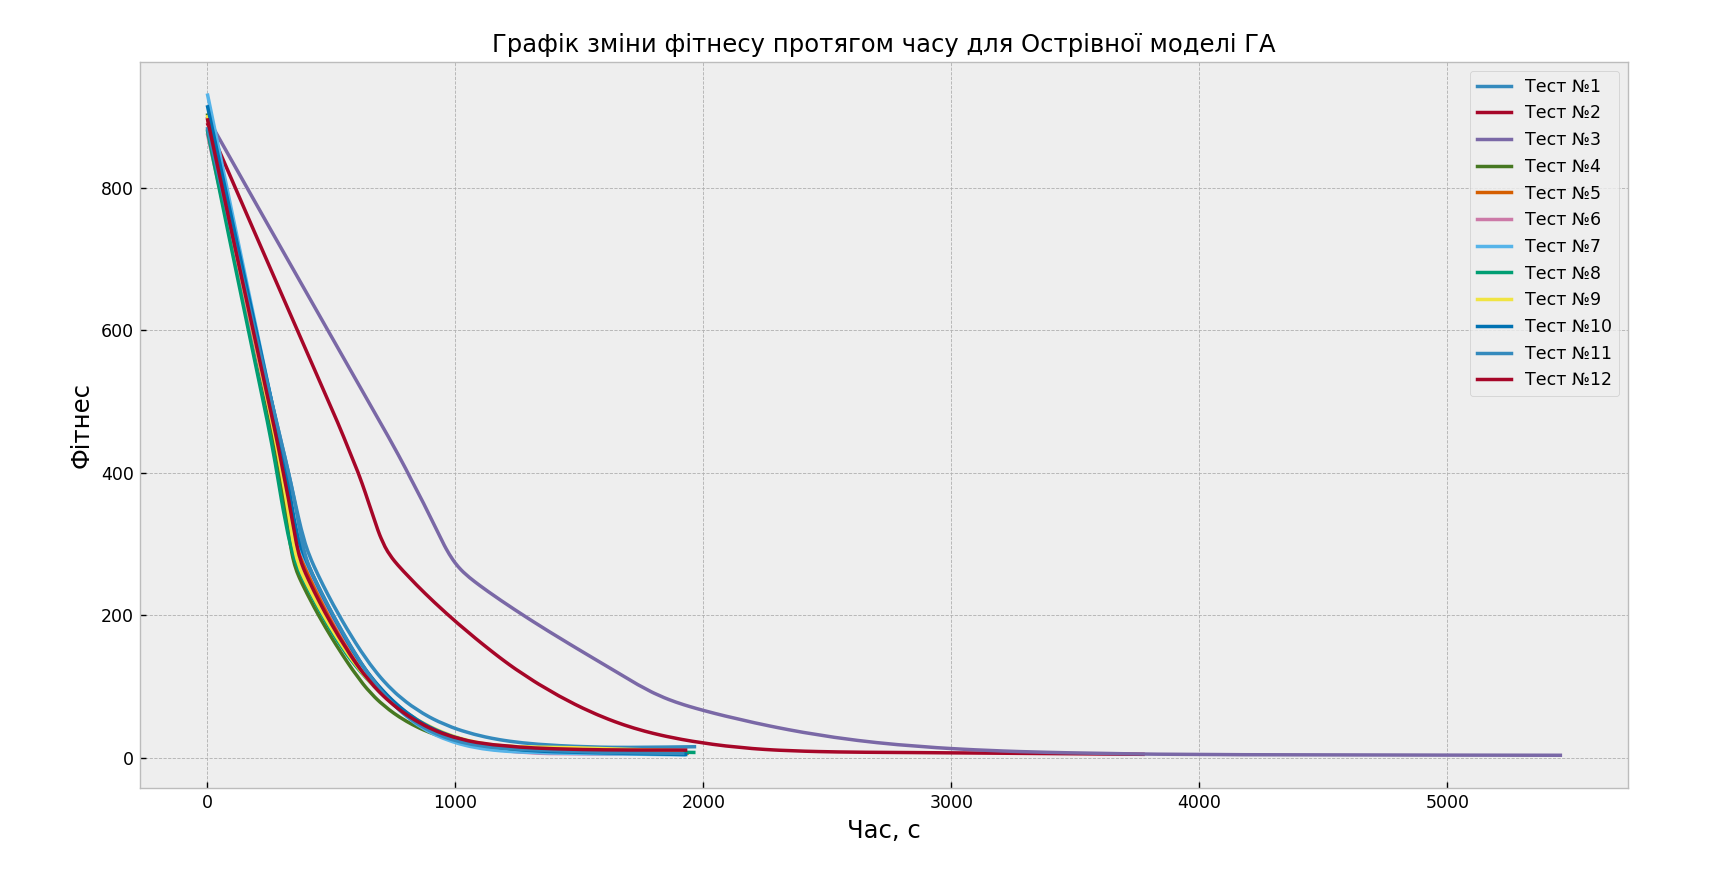 Графік зміни фітнесу протягом часу для Острівної моделі ГА
Тест №1
Тест №2
Тест №3
Тест №4
Тест №5
Тест №6
Тест №7
Тест №8
Тест №9
Тест №10
Тест №11
Тест №12
Фітнес
800
600
400
200
0
0 1000 2000 3000 4000 5000
Час, с